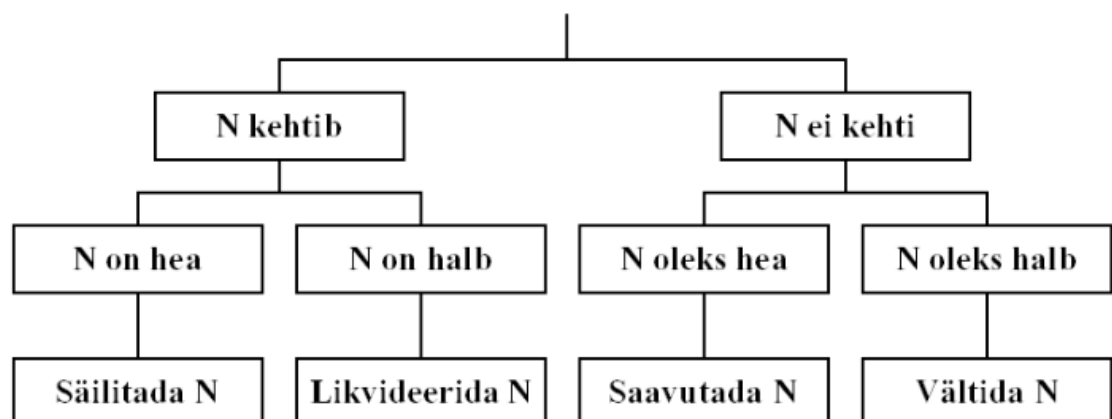 N kehtib
N ei kehti
N on hea
N on halb
N oleks hea
N oleks halb
Säilitada N
Likvideerida N
Saavutada N
Vältida N